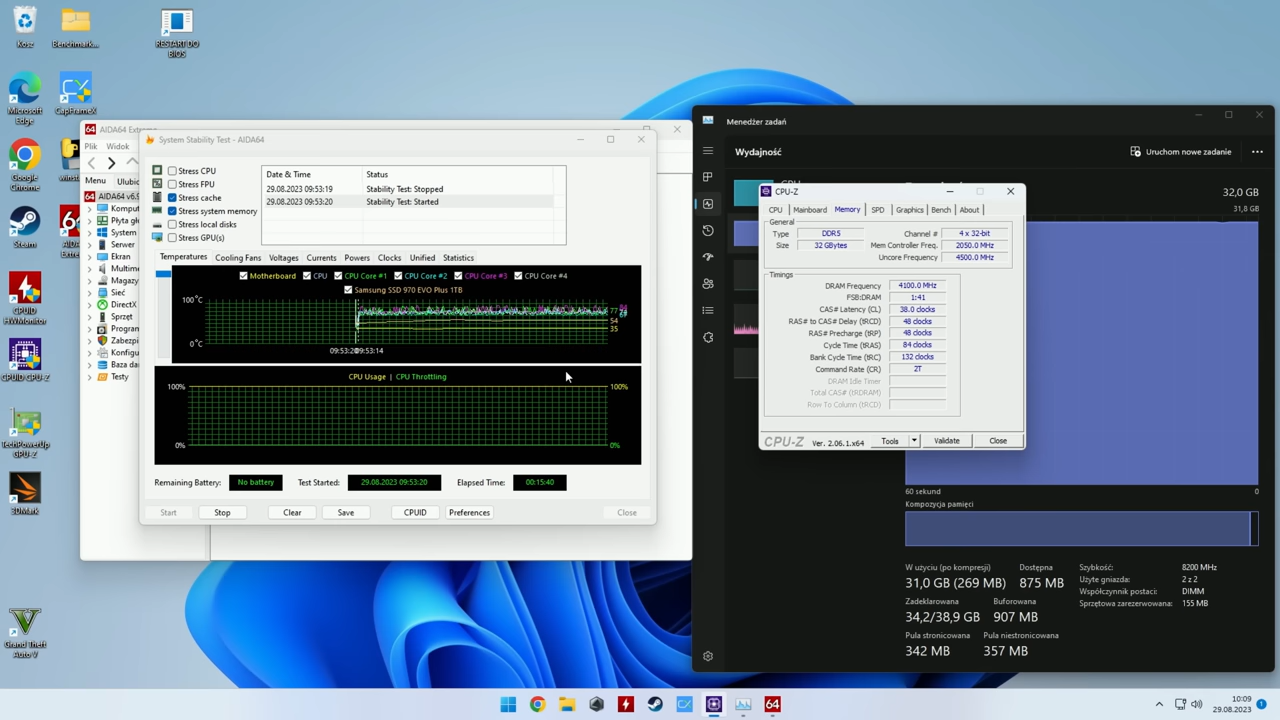 Kosz
Benchmark...
RESTART DO
BIOS
Microsoft
Edge
CapFrameX
Google
Chrome
Steam
CPUID
HWMonitor
CPUID CPU-Z
TechPowerUp
GPU-Z
3DMark
Grand Theft
Auto V
64 AIDA64 Extreme
Plik Widok
Menu Ulubio
AIDA64 v6.9
Komput
Płyta głó
System
Serwer
Ekran
Multime
Magazy
Sieć
DirectX
Sprzęt
Program
Zabezpi
Konfigu
Baza da
Testy
System Stability Test - AIDA64
Stress CPU
Stress FPU
Stress cache
Stress system memory
Stress local disks
Stress GPU(s)
Date & Time Status
29.08.2023 09:53:19 Stability Test: Stopped
29.08.2023 09:53:20 Stability Test: Started
Temperatures Cooling Fans Voltages Currents Powers Clocks Unified Statistics
Motherboard CPU CPU Core #1 CPU Core #2 CPU Core #3 CPU Core #4
Samsung SSD 970 EVO Plus 1TB
100°C
0°C
77
54
35
CPU Usage | CPU Throttling
100% 100%
0% 0%
Remaining Battery: No battery Test Started: 29.08.2023 09:53:20 Elapsed Time: 00:15:40
Start Stop Clear Save CPUID Preferences Close
Menedżer zadań
Wydajność Uruchom nowe zadanie
32,0 GB
31,8 GB
CPU-Z
CPU Mainboard Memory SPD Graphics Bench About
General
Type DDR5 Channel # 4 x 32-bit
Size 32 GBytes Mem Controller Freq. 2050.0 MHz
Uncore Frequency 4500.0 MHz
Timings
DRAM Frequency 4100.0 MHz
FSB:DRAM 1:41
CAS# Latency (CL) 38.0 clocks
RAS# to CAS# Delay (tRCD) 48 clocks
RAS# Precharge (tRP) 48 clocks
Cycle Time (tRAS) 84 clocks
Bank Cycle Time (tRC) 132 clocks
Command Rate (CR) 2T
DRAM Idle Timer
Total CAS# (tRDRAM)
Row To Column (tRCD)
CPU-Z Ver. 2.06.1.x64 Tools Validate Close
60 sekund 0
Kompozycja pamięci
W użyciu (po kompresji) Dostępna
31,0 GB (269 MB) 875 MB
Zadeklarowana Buforowana
34,2/38,9 GB 907 MB
Pula stronicowana Pula niestronicowana
342 MB 357 MB
Szybkość: 8200 MHz
Użyte gniazda: 2 z 2
Współczynnik postaci: DIMM
Sprzętowa zarezerwowana: 155 MB
10:09
29.08.2023